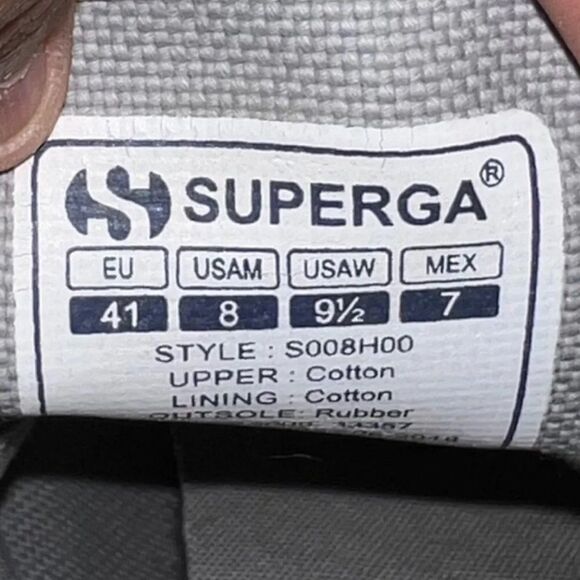 SUPERGA®
EU USAM USAW MEX
41 8 9½ 7
STYLE : S008H00
UPPER : Cotton
LINING : Cotton
OUTSOLE: Rubber